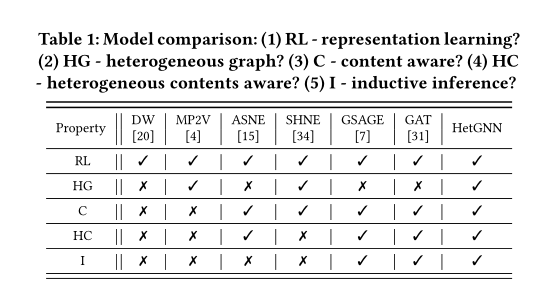 Table 1: Model comparison: (1) RL - representation learning?
(2) HG - heterogeneous graph? (3) C - content aware? (4) HC
- heterogeneous contents aware? (5) I - inductive inference?
Property DW [20] MP2V [4] ASNE [15] SHNE [34] GSAGE [7] GAT [31] HetGNN
RL ✓ ✓ ✓ ✓ ✓ ✓ ✓
HG ✗ ✓ ✗ ✓ ✗ ✗ ✓
C ✗ ✗ ✓ ✓ ✓ ✓ ✓
HC ✗ ✗ ✓ ✗ ✓ ✓ ✓
I ✗ ✗ ✗ ✗ ✓ ✓ ✓